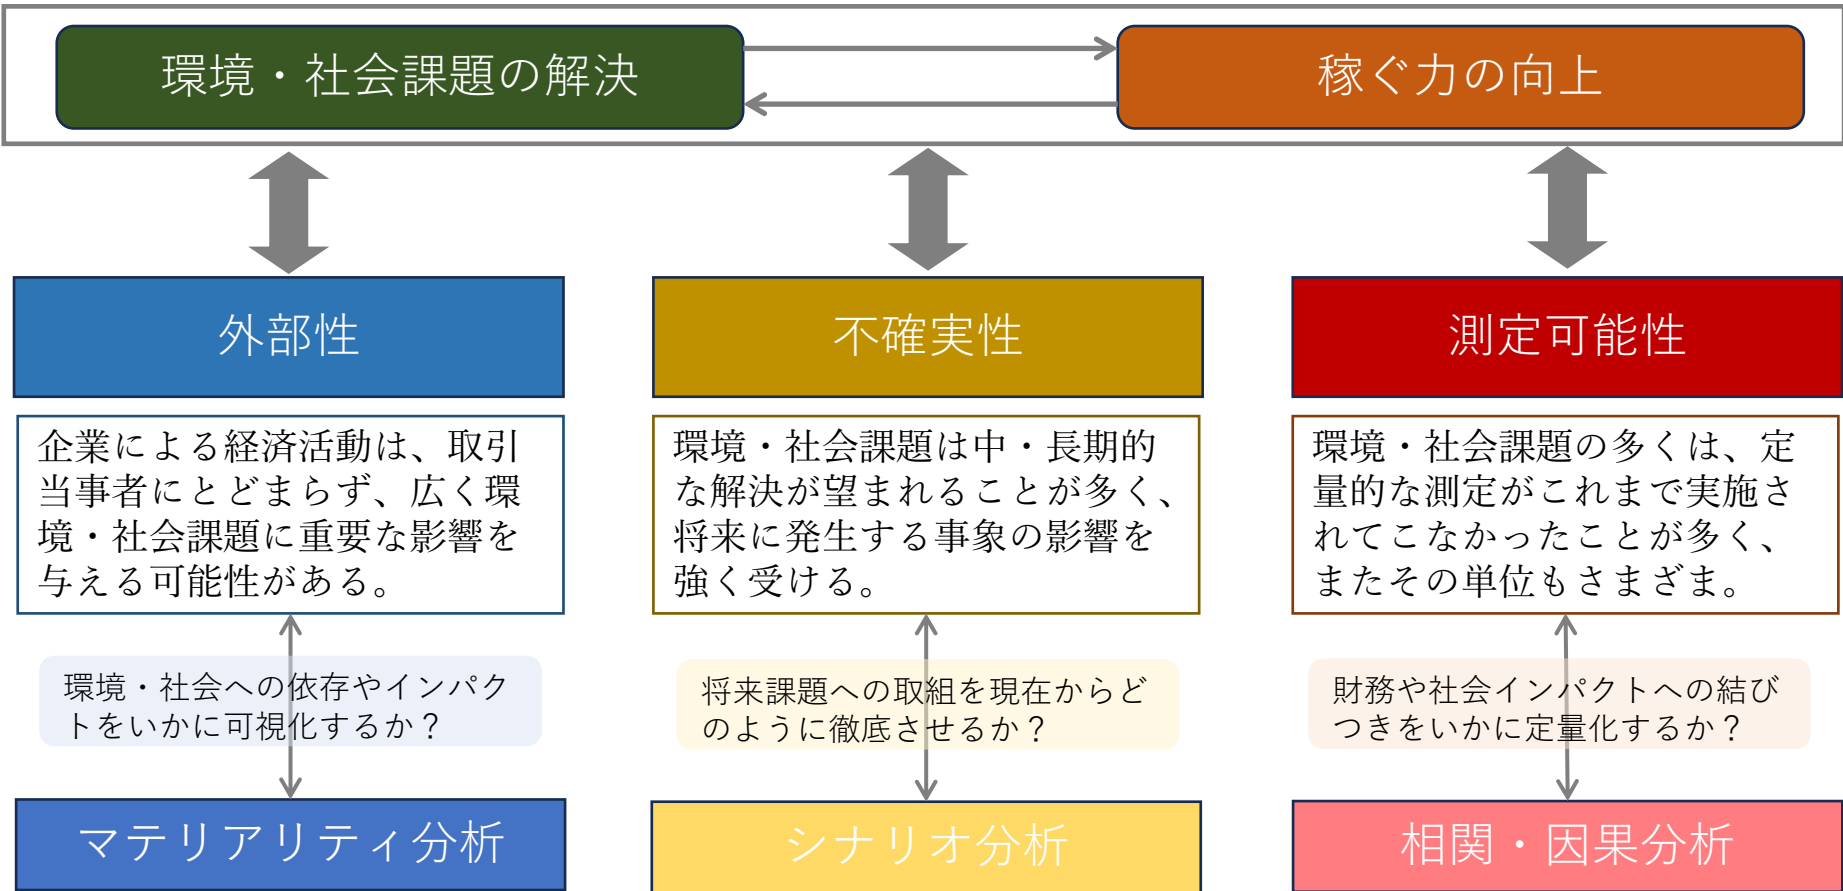 環境・社会課題の解決
稼ぐ力の向上
外部性
不確実性
測定可能性
企業による経済活動は、取引
当事者にとどまらず、広く環
境・社会課題に重要な影響を
与える可能性がある。
環境・社会課題は中・長期的
な解決が望まれることが多く、
将来に発生する事象の影響を
強く受ける。
環境・社会課題の多くは、定
量的な測定がこれまで実施さ
れてこなかったことが多く、
またその単位もさまざま。
環境・社会への依存やインパク
トをいかに可視化するか？
将来課題への取組を現在からど
のように徹底させるか？
財務や社会インパクトへの結び
つきをいかに定量化するか？
マテリアリティ分析
シナリオ分析
相関・因果分析